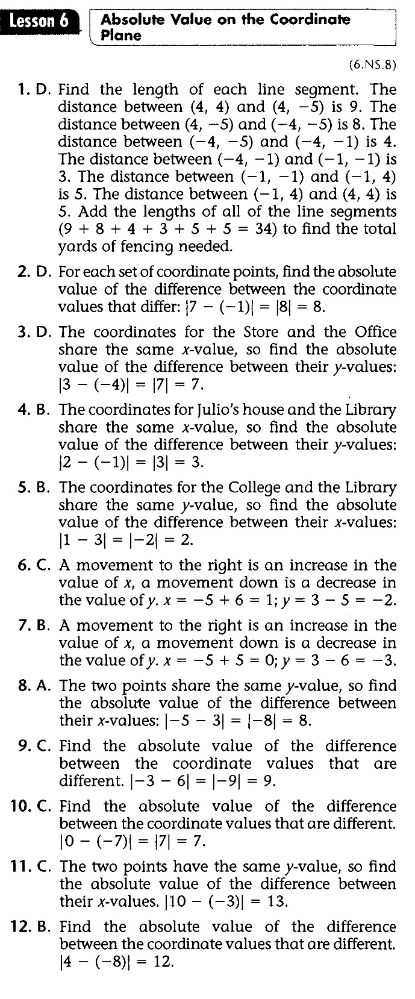 Lesson 6
Absolute Value on the Coordinate
Plane
(6.NS.8)
1. D. Find the length of each line segment. The
distance between (4, 4) and (4, −5) is 9. The
distance between (4, −5) and (−4, −5) is 8. The
distance between (−4, −5) and (−4, −1) is 4.
The distance between (−4, −1) and (−1, −1) is
3. The distance between (−1, −1) and (−1, 4)
is 5. The distance between (−1, 4) and (4, 4) is
5. Add the lengths of all of the line segments
(9 + 8 + 4 + 3 + 5 + 5 = 34) to find the total
yards of fencing needed.
2. D. For each set of coordinate points, find the absolute
value of the difference between the coordinate
values that differ: |7 − (−1)| = |8| = 8.
3. D. The coordinates for the Store and the Office
share the same x-value, so find the absolute
value of the difference between their y-values:
|3 − (−4)| = |7| = 7.
4. B. The coordinates for Julio's house and the Library
share the same x-value, so find the absolute
value of the difference between their y-values:
|2 − (−1)| = |3| = 3.
5. B. The coordinates for the College and the Library
share the same y-value, so find the absolute
value of the difference between their x-values:
|1 − 3| = |−2| = 2.
6. C. A movement to the right is an increase in the
value of x, a movement down is a decrease in
the value of y. x = −5 + 6 = 1; y = 3 − 5 = −2.
7. B. A movement to the right is an increase in the
value of x, a movement down is a decrease in
the value of y. x = −5 + 5 = 0; y = 3 − 6 = −3.
8. A. The two points share the same y-value, so find
the absolute value of the difference between
their x-values: |−5 − 3| = |−8| = 8.
9. C. Find the absolute value of the difference
between the coordinate values that are
different. |−3 − 6| = |−9| = 9.
10. C. Find the absolute value of the difference
between the coordinate values that are different.
|0 − (−7)| = |7| = 7.
11. C. The two points have the same y-value, so find
the absolute value of the difference between
their x-values. |10 − (−3)| = 13.
12. B. Find the absolute value of the difference
between the coordinate values that are different.
|4 − (−8)| = 12.